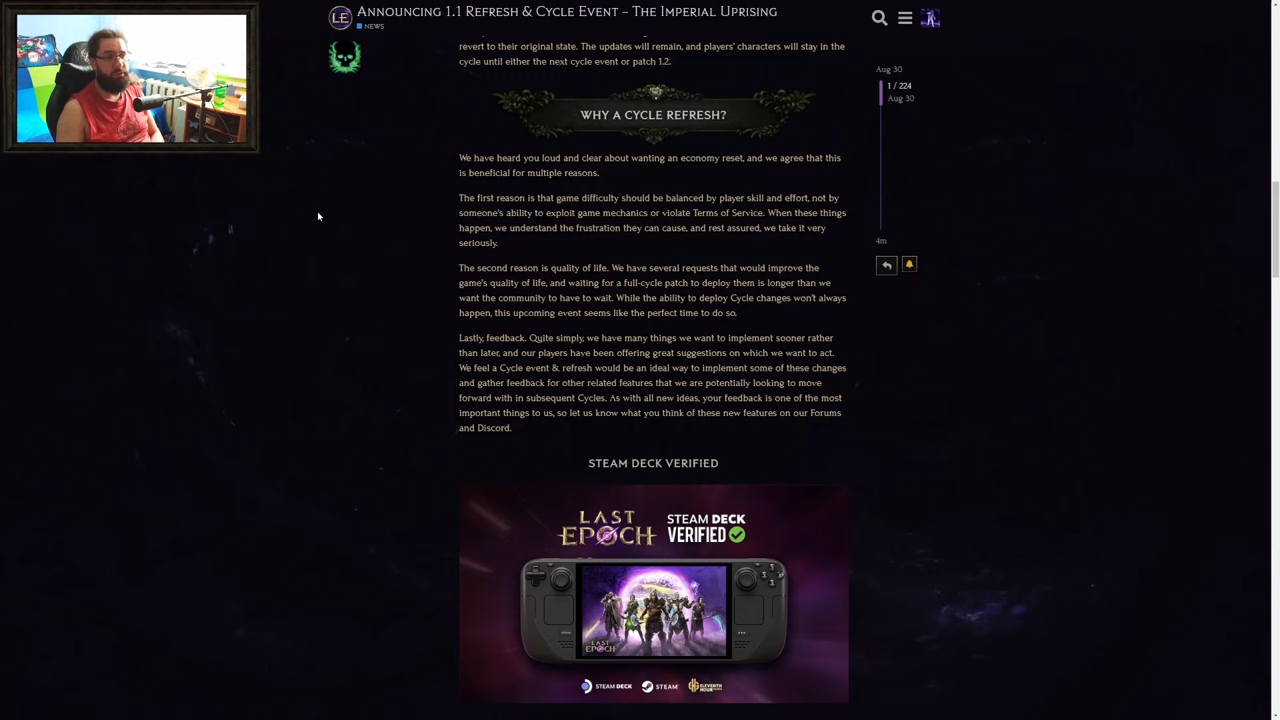 LE
ANNOUNCING 1.1 REFRESH & CYCLE EVENT – THE IMPERIAL UPRISING
NEWS
revert to their original state. The updates will remain, and players' characters will stay in the
cycle until either the next cycle event or patch 1.2.
WHY A CYCLE REFRESH?
We have heard you loud and clear about wanting an economy reset, and we agree that this
is beneficial for multiple reasons.
The first reason is that game difficulty should be balanced by player skill and effort, not by
someone's ability to exploit game mechanics or violate Terms of Service. When these things
happen, we understand the frustration they can cause, and rest assured, we take it very
seriously.
The second reason is quality of life. We have several requests that would improve the
game's quality of life, and waiting for a full-cycle patch to deploy them is longer than we
want the community to have to wait. While the ability to deploy Cycle changes won't always
happen, this upcoming event seems like the perfect time to do so.
Lastly, feedback. Quite simply, we have many things we want to implement sooner rather
than later, and our players have been offering great suggestions on which we want to act.
We feel a Cycle event & refresh would be an ideal way to implement some of these changes
and gather feedback for other related features that we are potentially looking to move
forward with in subsequent Cycles. As with all new ideas, your feedback is one of the most
important things to us, so let us know what you think of these new features on our Forums
and Discord.
STEAM DECK VERIFIED
LAST
EPOCH
STEAM DECK
VERIFIED
LAST
EPOCH
STEAM DECK
STEAM
ELEVENTH
HOUR
Aug 30
1 / 224
Aug 30
4m